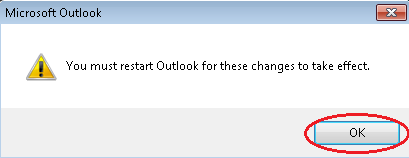 Microsoft Outlook
You must restart Outlook for these changes to take effect.
OK